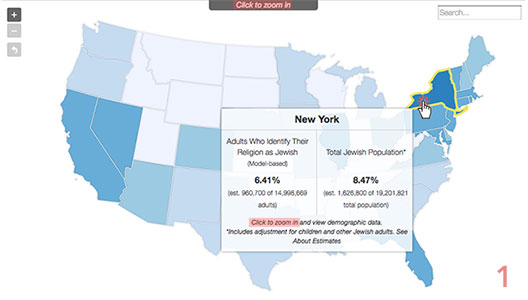 Click to zoom in
Search...
New York
Adults Who Identify Their
Religion as Jewish
(Model-based)
6.41%
(est. 960,700 of 14,998,669
adults)
Total Jewish Population*
8.47%
(est. 1,626,800 of 19,201,821
total population)
Click to zoom in and view demographic data.
*Includes adjustment for children and other Jewish adults. See
About Estimates
1